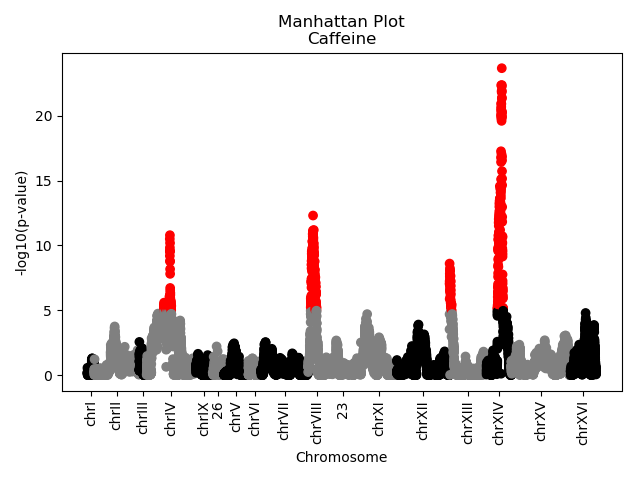 Manhattan Plot
Caffeine
-log10(p-value)
20
15
10
5
0
chrI
chrII
chrIII
chrIV
chrIX
26
chrV
chrVI
chrVII
chrVIII
23
chrXI
chrXII
chrXIII
chrXIV
chrXV
chrXVI
Chromosome